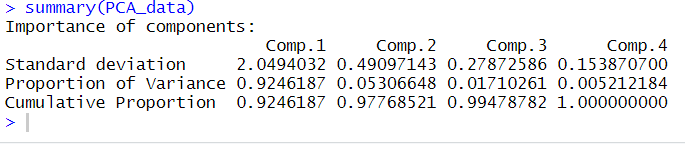 > summary(PCA_data)
Importance of components:
                          Comp.1     Comp.2     Comp.3      Comp.4
Standard deviation     2.0494032 0.49097143 0.27872586 0.153870700
Proportion of Variance 0.9246187 0.05306648 0.01710261 0.005212184
Cumulative Proportion  0.9246187 0.97768521 0.99478782 1.000000000
>